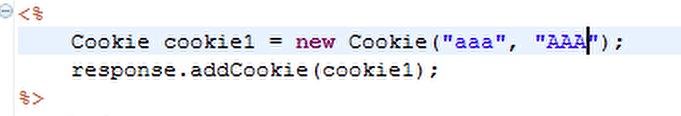 <%
Cookie cookie1 = new Cookie("aaa", "AAA");
response.addCookie(cookie1);
%>